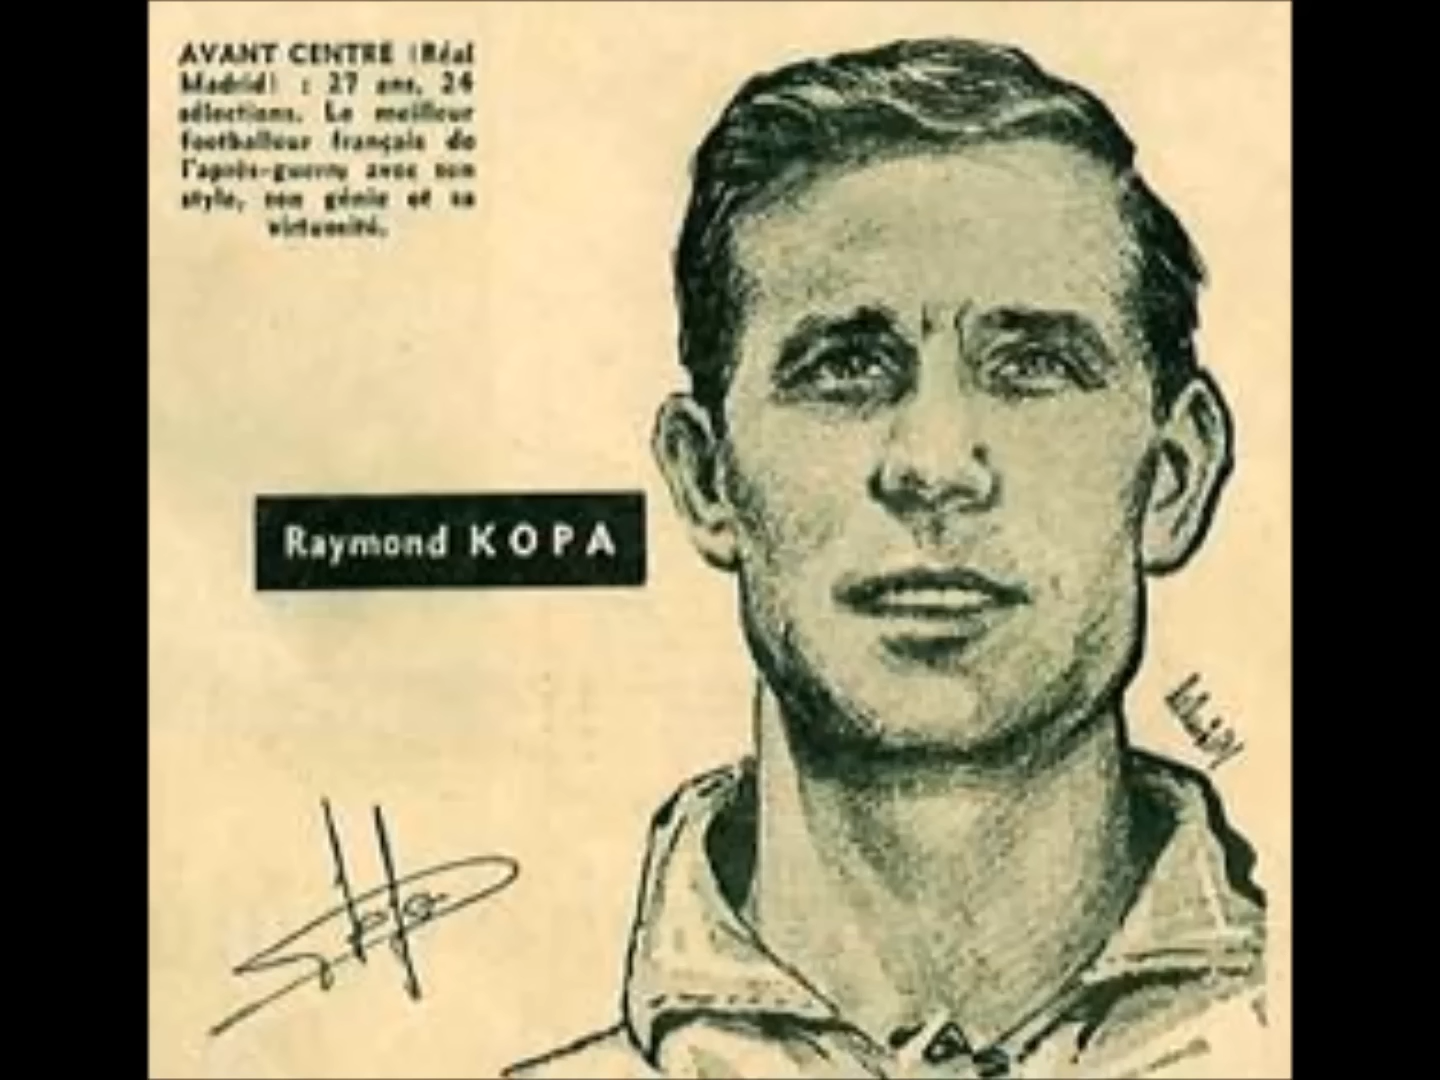 AVANT CENTRE (Réal
Madrid) : 27 ans, 24
sélections. Le meilleur
footballeur français de
l'après-guerre avec son
style, son génie et sa
virtuosité.
Raymond KOPA